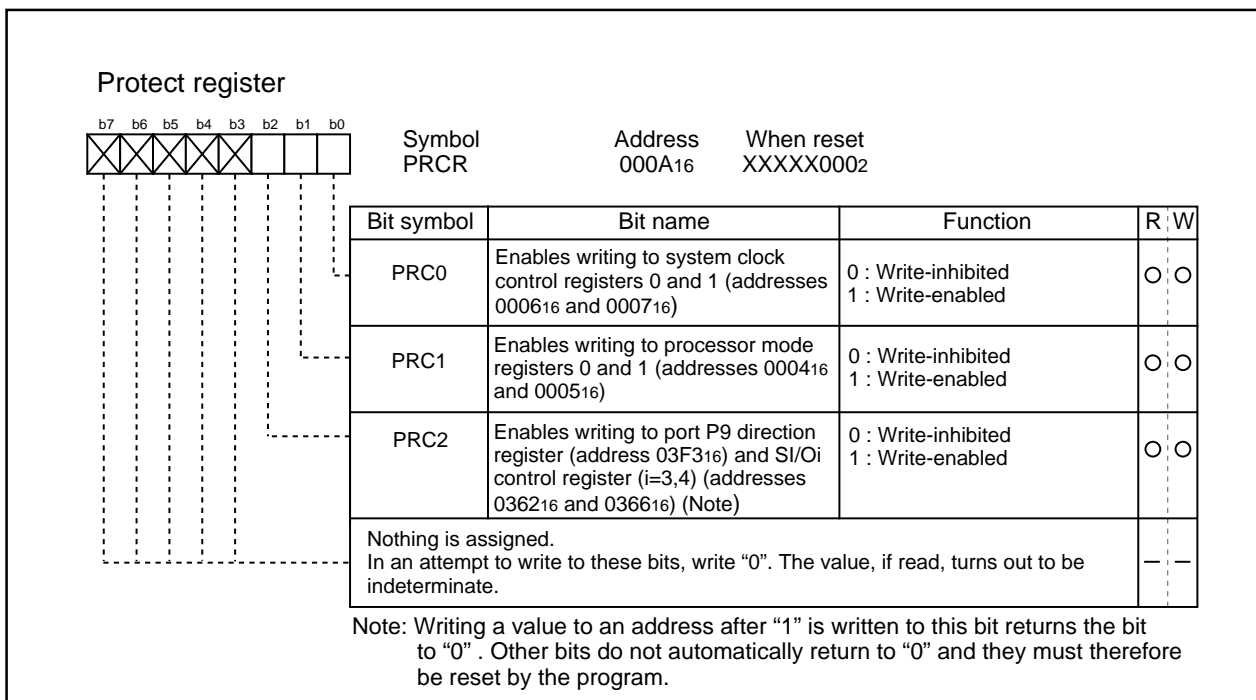 Protect register
b7 b6 b5 b4 b3 b2 b1 b0
Symbol Address When reset
PRCR 000A16 XXXXX0002
Bit symbol Bit name Function R W
PRC0
Enables writing to system clock
control registers 0 and 1 (addresses
000616 and 000716)
0 : Write-inhibited
1 : Write-enabled
PRC1
Enables writing to processor mode
registers 0 and 1 (addresses 000416
and 000516)
0 : Write-inhibited
1 : Write-enabled
PRC2
Enables writing to port P9 direction
register (address 03F316) and SI/Oi
control register (i=3,4) (addresses
036216 and 036616) (Note)
0 : Write-inhibited
1 : Write-enabled
Nothing is assigned.
In an attempt to write to these bits, write “0”. The value, if read, turns out to be
indeterminate.
Note: Writing a value to an address after “1” is written to this bit returns the bit
to “0” . Other bits do not automatically return to “0” and they must therefore
be reset by the program.